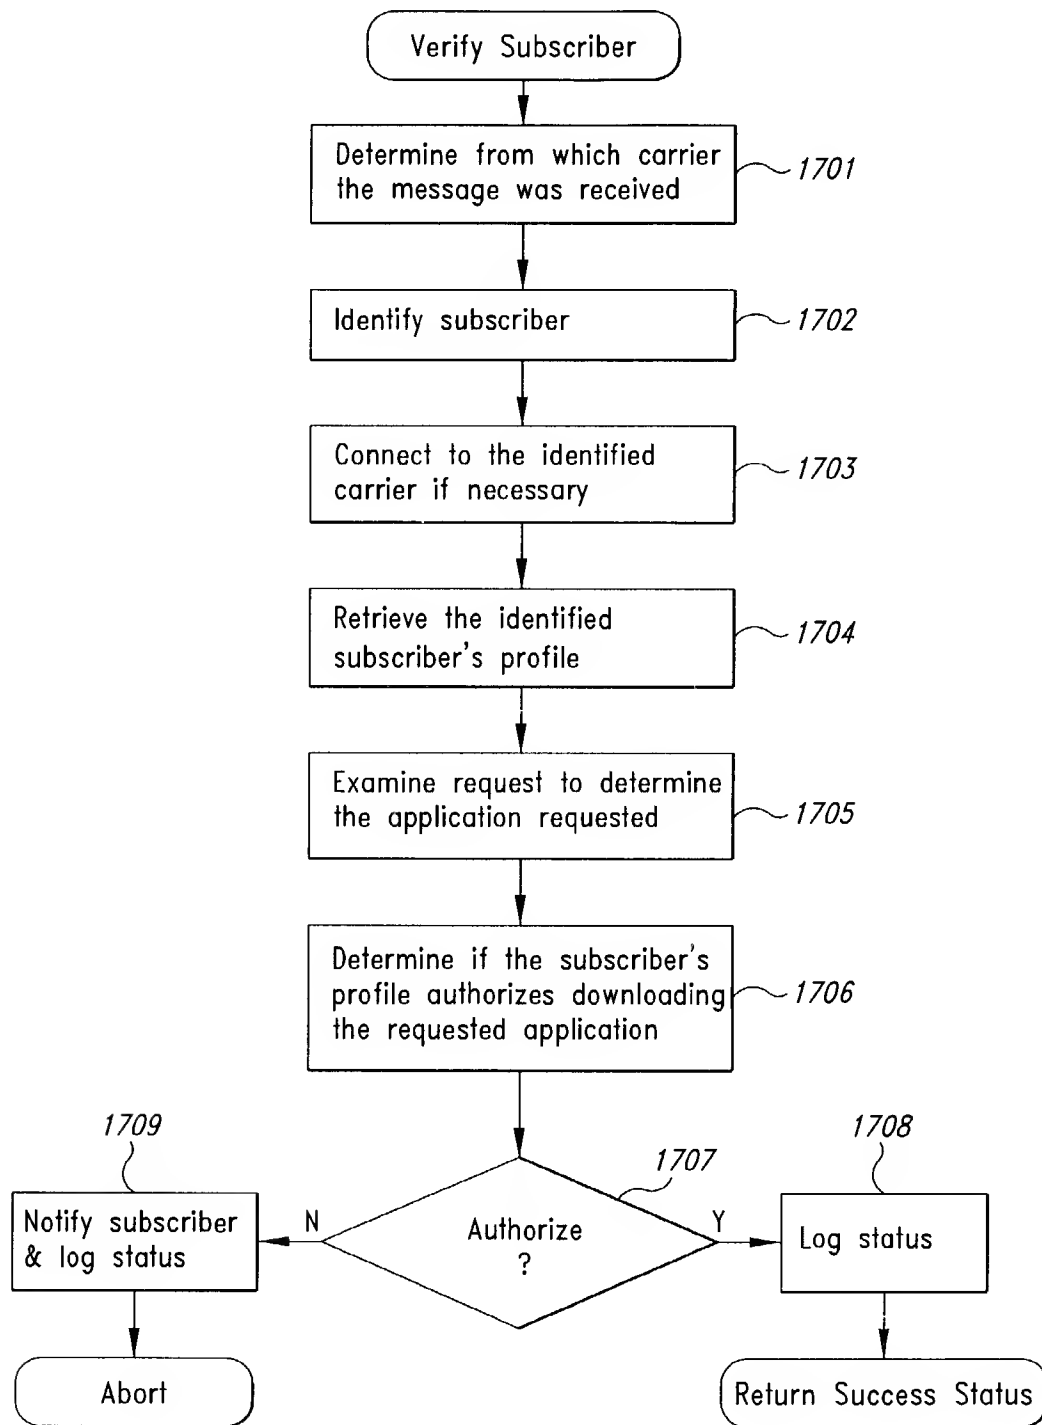 Verify Subscriber
Determine from which carrier
the message was received
1701
Identify subscriber
1702
Connect to the identified
carrier if necessary
1703
Retrieve the identified
subscriber's profile
1704
Examine request to determine
the application requested
1705
Determine if the subscriber's
profile authorizes downloading
the requested application
1706
1709
1708
1707
Notify subscriber
& log status
N
Authorize
?
Y
Log status
Abort
Return Success Status